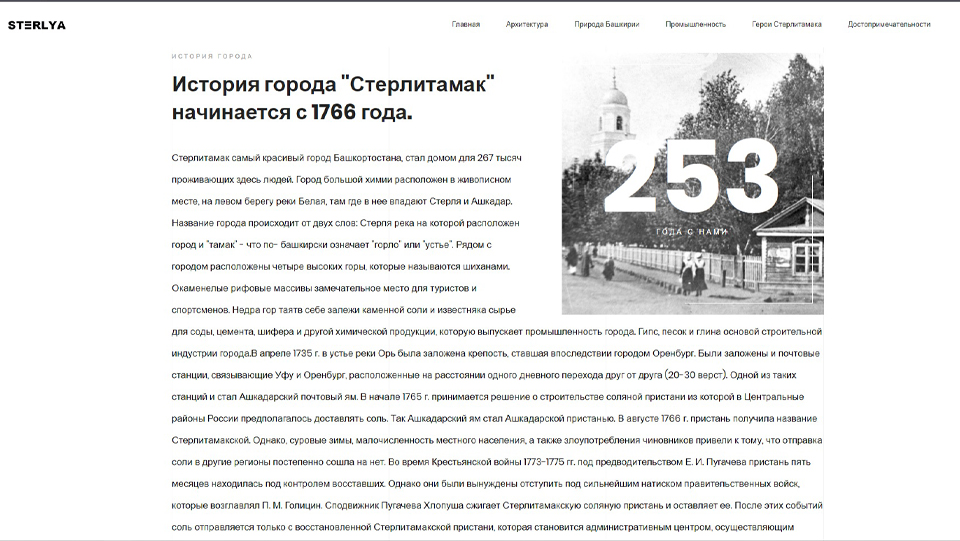 STERLYA
Главная Архитектура Природа Башкирии Промышленность Герои Стерлитамака Достопримечательности
ИСТОРИЯ ГОРОДА
История города "Стерлитамак"
начинается с 1766 года.
253
ГОДА С НАМИ
Стерлитамак самый красивый город Башкортостана, стал домом для 267 тысяч
проживающих здесь людей. Город большой химии расположен в живописном
месте, на левом берегу реки Белая, там где в нее впадают Стерля и Ашкадар.
Название города происходит от двух слов: Стерля река на которой расположен
город и "тамак" - что по- башкирски означает "горло" или "устье". Рядом с
городом расположены четыре высоких горы, которые называются шиханами.
Окаменелые рифовые массивы замечательное место для туристов и
спортсменов. Недра гор таятв себе залежи каменной соли и известняка сырье
для соды, цемента, шифера и другой химической продукции, которую выпускает промышленность города. Гипс, песок и глина основой строительной
индустрии города.В апреле 1735 г. в устье реки Орь была заложена крепость, ставшая впоследствии городом Оренбург. Были заложены и почтовые
станции, связывающие Уфу и Оренбург, расположенные на расстоянии одного дневного перехода друг от друга (20-30 верст). Одной из таких
станций и стал Ашкадарский почтовый ям. В начале 1765 г. принимается решение о строительстве соляной пристани из которой в Центральные
районы России предполагалось доставлять соль. Так Ашкадарский ям стал Ашкадарской пристанью. В августе 1766 г. пристань получила название
Стерлитамакской. Однако, суровые зимы, малочисленность местного населения, а также злоупотребления чиновников привели к тому, что отправка
соли в другие регионы постепенно сошла на нет. Во время Крестьянской войны 1773-1775 гг. под предводительством Е. И. Пугачева пристань пять
месяцев находилась под контролем восставших. Однако они были вынуждены отступить под сильнейшим натиском правительственных войск,
которые возглавлял П. М. Голицин. Сподвижник Пугачева Хлопуша сжигает Стерлитамакскую соляную пристань и оставляет ее. После этих событий
соль отправляется только с восстановленной Стерлитамакской пристани, которая становится административным центром, осуществляющим